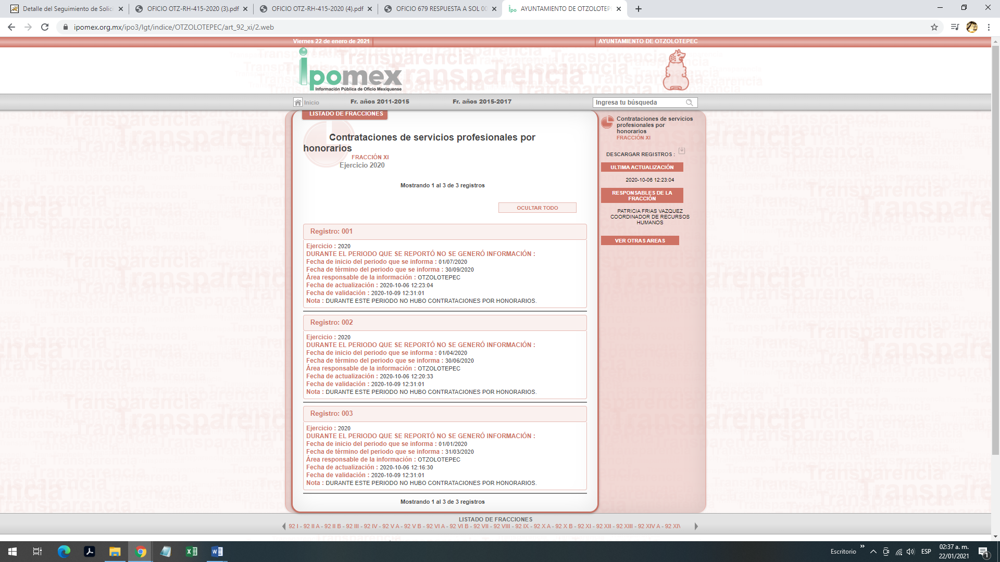 Detalle del Seguimiento de Solici
OFICIO OTZ-RH-415-2020 (3).pdf
OFICIO OTZ-RH-415-2020 (4).pdf
OFICIO 679 RESPUESTA A SOL 00
AYUNTAMIENTO DE OTZOLOTEP
ipomex.org.mx/ipo3/lgt/indice/OTZOLOTEPEC/art_92_xi/2.web
Viernes 22 de enero de 2021
AYUNTAMIENTO DE OTZOLOTEPEC
ipomex
Información Pública de Oficio Mexiquense
Transparencia
Inicio
Fr. años 2011-2015
Fr. años 2015-2017
Ingresa tu búsqueda
LISTADO DE FRACCIONES
Contrataciones de servicios profesionales por
honorarios
FRACCIÓN XI
Ejercicio 2020
Mostrando 1 al 3 de 3 registros
OCULTAR TODO
Registro: 001
Ejercicio : 2020
DURANTE EL PERIODO QUE SE REPORTÓ NO SE GENERÓ INFORMACIÓN :
Fecha de inicio del periodo que se informa : 01/07/2020
Fecha de término del periodo que se informa : 30/09/2020
Área responsable de la información : OTZOLOTEPEC
Fecha de actualización : 2020-10-06 12:23:04
Fecha de validación : 2020-10-09 12:31:01
Nota : DURANTE ESTE PERIODO NO HUBO CONTRATACIONES POR HONORARIOS.
Registro: 002
Ejercicio : 2020
DURANTE EL PERIODO QUE SE REPORTÓ NO SE GENERÓ INFORMACIÓN :
Fecha de inicio del periodo que se informa : 01/04/2020
Fecha de término del periodo que se informa : 30/06/2020
Área responsable de la información : OTZOLOTEPEC
Fecha de actualización : 2020-10-06 12:20:33
Fecha de validación : 2020-10-09 12:31:01
Nota : DURANTE ESTE PERIODO NO HUBO CONTRATACIONES POR HONORARIOS.
Registro: 003
Ejercicio : 2020
DURANTE EL PERIODO QUE SE REPORTÓ NO SE GENERÓ INFORMACIÓN :
Fecha de inicio del periodo que se informa : 01/01/2020
Fecha de término del periodo que se informa : 31/03/2020
Área responsable de la información : OTZOLOTEPEC
Fecha de actualización : 2020-10-06 12:16:30
Fecha de validación : 2020-10-09 12:31:01
Nota : DURANTE ESTE PERIODO NO HUBO CONTRATACIONES POR HONORARIOS.
Mostrando 1 al 3 de 3 registros
Contrataciones de servicios
profesionales por
honorarios
FRACCIÓN XI
DESCARGAR REGISTROS :
ULTIMA ACTUALIZACIÓN
2020-10-06 12:23:04
RESPONSABLES DE LA
FRACCIÓN
PATRICIA FRIAS VAZQUEZ
COORDINADOR DE RECURSOS
HUMANOS
VER OTRAS AREAS
LISTADO DE FRACCIONES
92 I - 92 II A - 92 II B - 92 III - 92 IV - 92 V A - 92 V B - 92 VI A - 92 VI B - 92 VII - 92 VIII - 92 IX - 92 X A - 92 X B - 92 XI - 92 XII - 92 XIII - 92 XIV A - 92 XIV
Escritorio
ESP
02:37 a. m.
22/01/2021
1